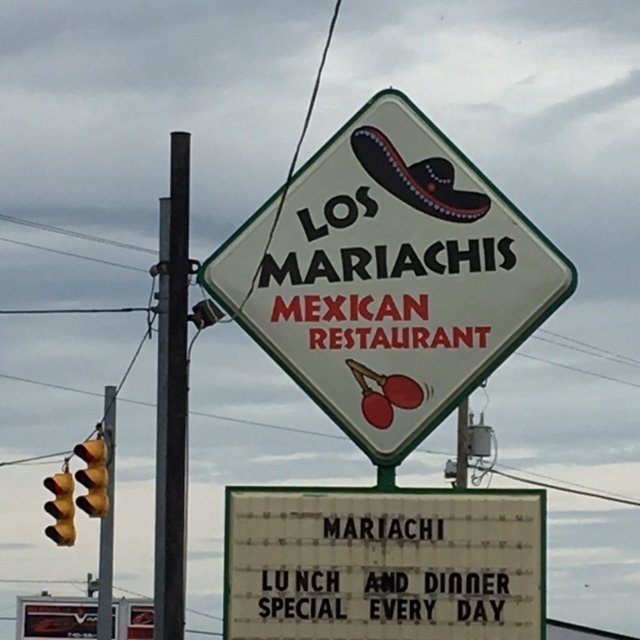 LOS
MARIACHIS
MEXICAN
RESTAURANT
MARIACHI
LUNCH AND DINNER
SPECIAL EVERY DAY